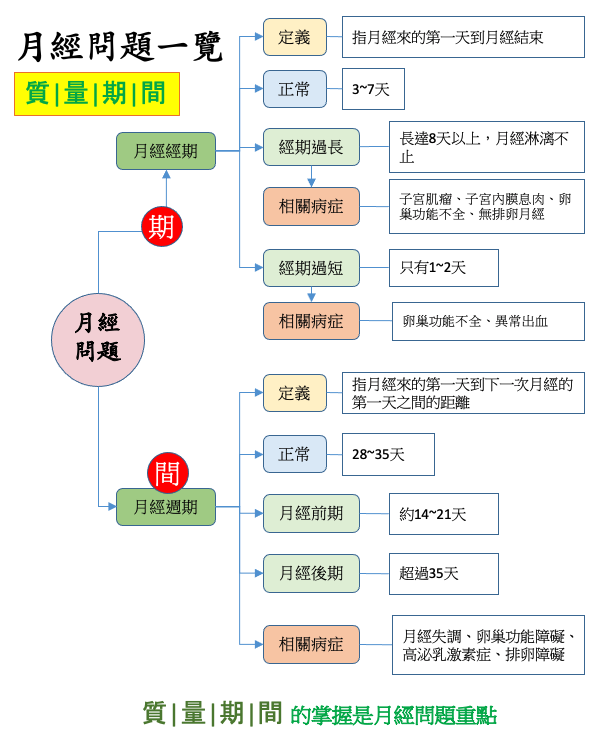 月經問題一覽
質|量|期|間
定義
指月經來的第一天到月經結束
正常
3~7天
月經經期
經期過長
長達8天以上，月經淋漓不
止
相關病症
子宮肌瘤、子宮內膜息肉、卵
巢功能不全、無排卵月經
期
經期過短
只有1~2天
相關病症
卵巢功能不全、異常出血
月經
問題
定義
指月經來的第一天到下一次月經的
第一天之間的距離
正常
28~35天
間
月經週期
月經前期
約14~21天
月經後期
超過35天
相關病症
月經失調、卵巢功能障礙、
高泌乳激素症、排卵障礙
質|量|期|間 的掌握是月經問題重點